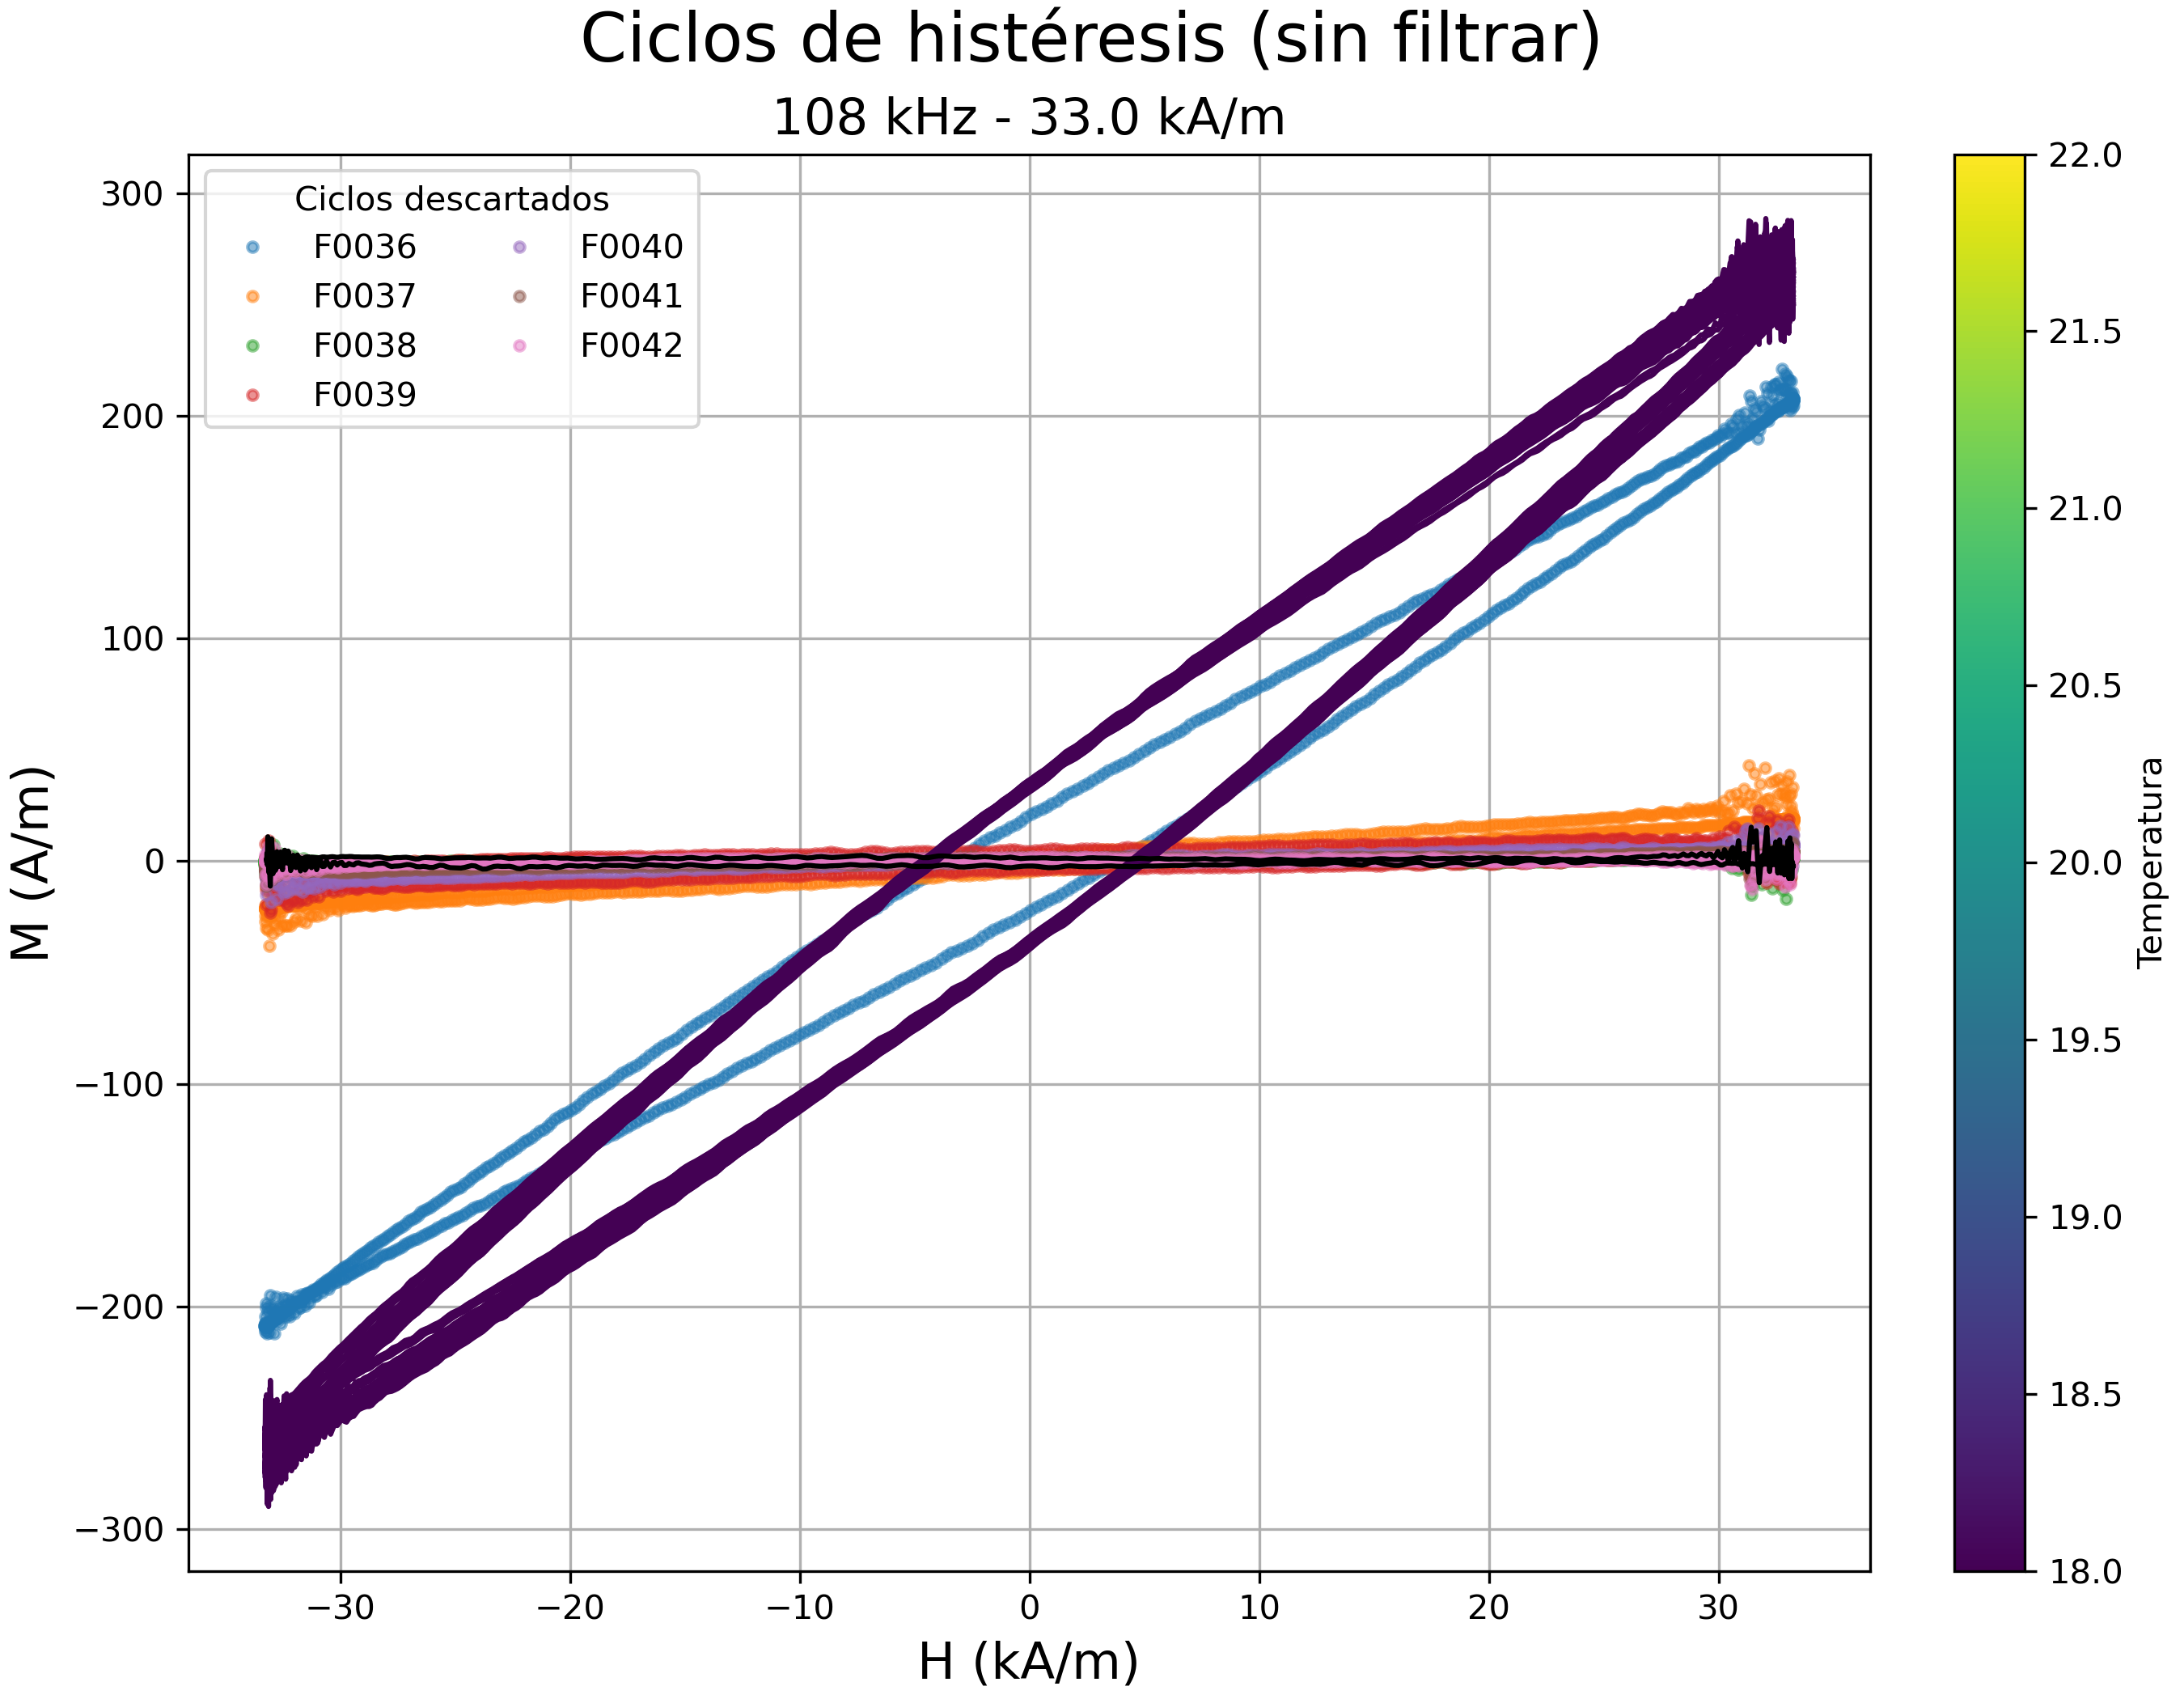 Ciclos de histéresis (sin filtrar)
108 kHz - 33.0 kA/m
Ciclos descartados
F0036
F0037
F0038
F0039
F0040
F0041
F0042
M (A/m)
300
200
100
0
−100
−200
−300
−30
−20
−10
0
10
20
30
H (kA/m)
22.0
21.5
21.0
20.5
20.0
19.5
19.0
18.5
18.0
Temperatura